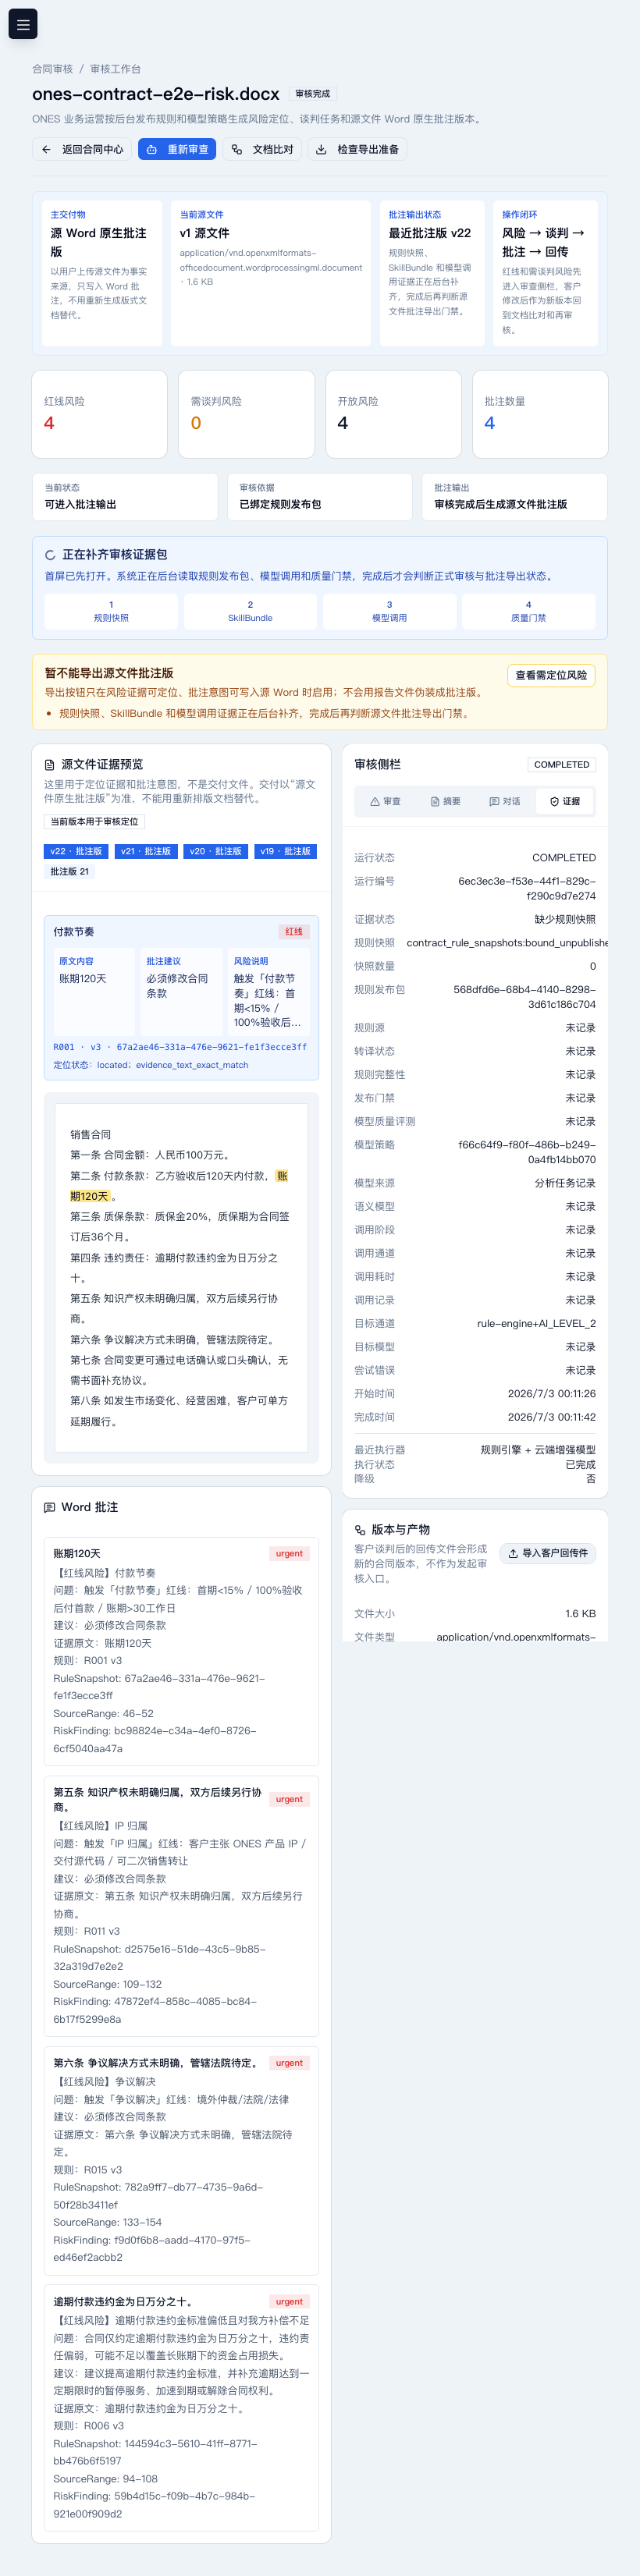 合同审核 / 审核工作台
ones-contract-e2e-risk.docx 审核完成
ONES 业务运营按后台发布规则和模型策略生成风险定位、谈判任务和源文件 Word 原生批注版本。
返回合同中心 重新审查 文档比对 检查导出准备
主交付物
源 Word 原生批注
版
以用户上传源文件为事实
来源，只写入 Word 批
注，不用重新生成版式文
档替代。
当前源文件
v1 源文件
application/vnd.openxmlformats-
officedocument.wordprocessingml.document
· 1.6 KB
批注输出状态
最近批注版 v22
规则快照、
SkillBundle 和模型调
用证据正在后台补
齐，完成后再判断源
文件批注导出门禁。
操作闭环
风险 → 谈判 →
批注 → 回传
红线和需谈判风险先
进入审查侧栏，客户
修改后作为新版本回
到文档比对和再审
核。
红线风险
4
需谈判风险
0
开放风险
4
批注数量
4
当前状态
可进入批注输出
审核依据
已绑定规则发布包
批注输出
审核完成后生成源文件批注版
正在补齐审核证据包
首屏已先打开。系统正在后台读取规则发布包、模型调用和质量门禁，完成后才会判断正式审核与批注导出状态。
1
规则快照
2
SkillBundle
3
模型调用
4
质量门禁
暂不能导出源文件批注版
查看需定位风险
导出按钮只在风险证据可定位、批注意图可写入源 Word 时启用；不会用报告文件伪装成批注版。
• 规则快照、SkillBundle 和模型调用证据正在后台补齐，完成后再判断源文件批注导出门禁。
源文件证据预览
这里用于定位证据和批注意图，不是交付文件。交付以“源文
件原生批注版”为准，不能用重新排版文档替代。
当前版本用于审核定位
v22 · 批注版 v21 · 批注版 v20 · 批注版 v19 · 批注版
批注版 21
付款节奏 红线
原文内容
账期120天
批注建议
必须修改合同
条款
风险说明
触发「付款节
奏」红线：首
期<15% /
100%验收后…
R001 · v3 · 67a2ae46-331a-476e-9621-fe1f3ecce3ff
定位状态：located；evidence_text_exact_match
销售合同
第一条 合同金额：人民币100万元。
第二条 付款条款：乙方验收后120天内付款，账
期120天。
第三条 质保条款：质保金20%，质保期为合同签
订后36个月。
第四条 违约责任：逾期付款违约金为日万分之
十。
第五条 知识产权未明确归属，双方后续另行协
商。
第六条 争议解决方式未明确，管辖法院待定。
第七条 合同变更可通过电话确认或口头确认，无
需书面补充协议。
第八条 如发生市场变化、经营困难，客户可单方
延期履行。
Word 批注
账期120天 urgent
【红线风险】付款节奏
问题：触发「付款节奏」红线：首期<15% / 100%验收
后付首款 / 账期>30工作日
建议：必须修改合同条款
证据原文：账期120天
规则：R001 v3
RuleSnapshot: 67a2ae46-331a-476e-9621-
fe1f3ecce3ff
SourceRange: 46-52
RiskFinding: bc98824e-c34a-4ef0-8726-
6cf5040aa47a
第五条 知识产权未明确归属，双方后续另行协
商。
urgent
【红线风险】IP 归属
问题：触发「IP 归属」红线：客户主张 ONES 产品 IP /
交付源代码 / 可二次销售转让
建议：必须修改合同条款
证据原文：第五条 知识产权未明确归属，双方后续另行
协商。
规则：R011 v3
RuleSnapshot: d2575e16-51de-43c5-9b85-
32a319d7e2e2
SourceRange: 109-132
RiskFinding: 47872ef4-858c-4085-bc84-
6b17f5299e8a
第六条 争议解决方式未明确，管辖法院待定。 urgent
【红线风险】争议解决
问题：触发「争议解决」红线：境外仲裁/法院/法律
建议：必须修改合同条款
证据原文：第六条 争议解决方式未明确，管辖法院待
定。
规则：R015 v3
RuleSnapshot: 782a9ff7-db77-4735-9a6d-
50f28b3411ef
SourceRange: 133-154
RiskFinding: f9d0f6b8-aadd-4170-97f5-
ed46ef2acbb2
逾期付款违约金为日万分之十。 urgent
【红线风险】逾期付款违约金标准偏低且对我方补偿不足
问题：合同仅约定逾期付款违约金为日万分之十，违约责
任偏弱，可能不足以覆盖长账期下的资金占用损失。
建议：建议提高逾期付款违约金标准，并补充逾期达到一
定期限时的暂停服务、加速到期或解除合同权利。
证据原文：逾期付款违约金为日万分之十。
规则：R006 v3
RuleSnapshot: 144594c3-5610-41ff-8771-
bb476b6f5197
SourceRange: 94-108
RiskFinding: 59b4d15c-f09b-4b7c-984b-
921e00f909d2
审核侧栏 COMPLETED
审查 摘要 对话 证据
运行状态 COMPLETED
运行编号 6ec3ec3e-f53e-44f1-829c-
f290c9d7e274
证据状态 缺少规则快照
规则快照 contract_rule_snapshots:bound_unpublishe
快照数量 0
规则发布包 568dfd6e-68b4-4140-8298-
3d61c186c704
规则源 未记录
转译状态 未记录
规则完整性 未记录
发布门禁 未记录
模型质量评测 未记录
模型策略 f66c64f9-f80f-486b-b249-
0a4fb14bb070
模型来源 分析任务记录
语义模型 未记录
调用阶段 未记录
调用通道 未记录
调用耗时 未记录
调用记录 未记录
目标通道 rule-engine+AI_LEVEL_2
目标模型 未记录
尝试错误 未记录
开始时间 2026/7/3 00:11:26
完成时间 2026/7/3 00:11:42
最近执行器 规则引擎 + 云端增强模型
执行状态 已完成
降级 否
版本与产物
客户谈判后的回传文件会形成
新的合同版本，不作为发起审
核入口。
导入客户回传件
文件大小 1.6 KB
文件类型 application/vnd.openxmlformats-